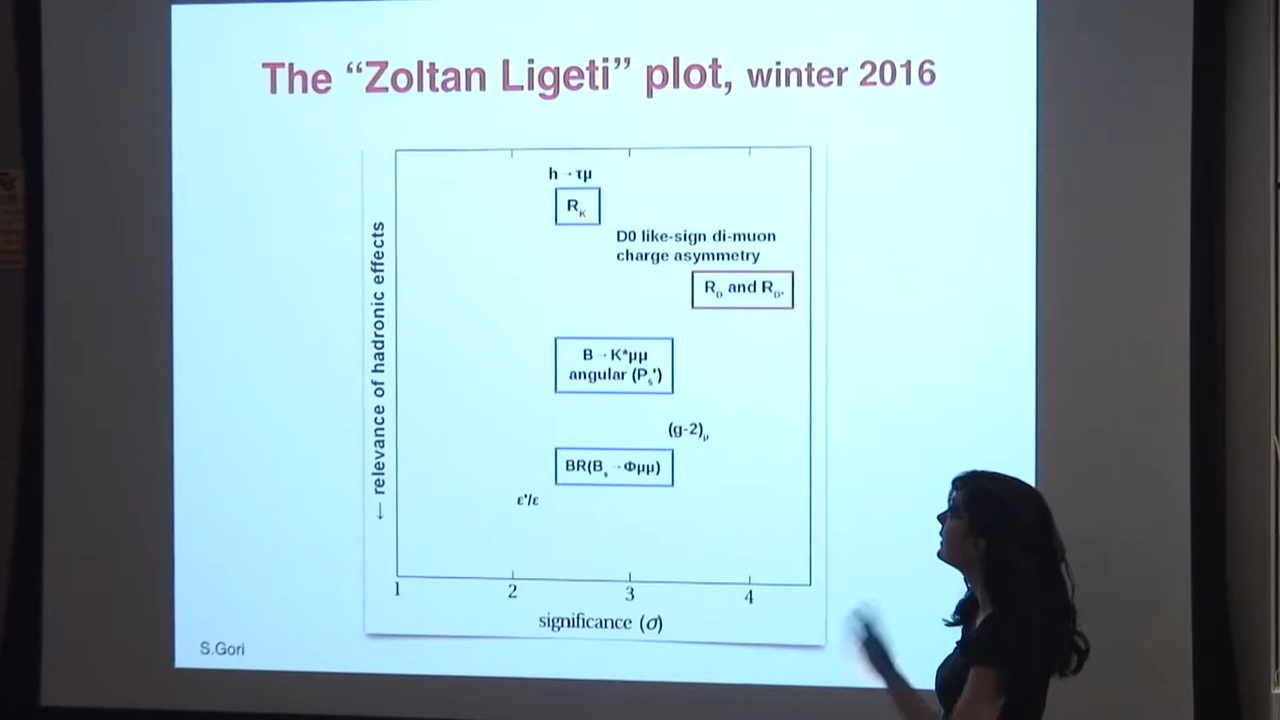 The “Zoltan Ligeti” plot, winter 2016
← relevance of hadronic effects
h → τμ
R_K
D0 like-sign di-muon
charge asymmetry
R_D and R_D*
B → K*μμ
angular (P_5')
(g-2)_μ
BR(B_s → Φμμ)
ε'/ε
1 2 3 4
significance (σ)
S.Gori